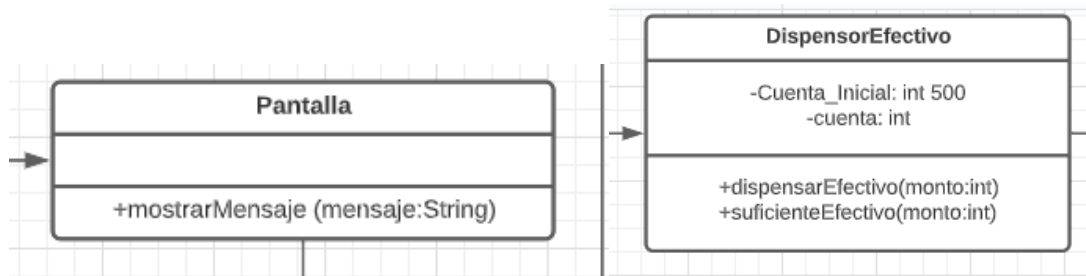 Pantalla
+mostrarMensaje (mensaje:String)
DispensorEfectivo
-Cuenta_Inicial: int 500
-cuenta: int
+dispensarEfectivo(monto:int)
+suficienteEfectivo(monto:int)